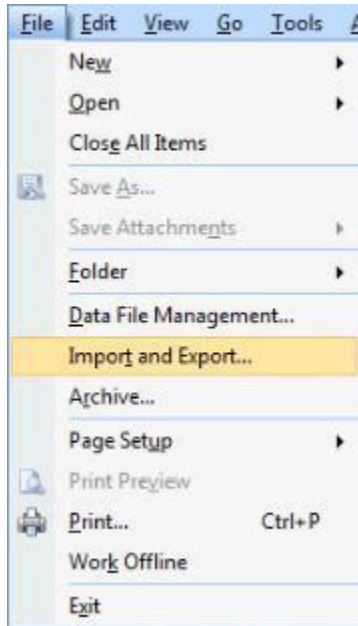 File Edit View Go Tools
New
Open
Close All Items
Save As...
Save Attachments
Folder
Data File Management...
Import and Export...
Archive...
Page Setup
Print Preview
Print... Ctrl+P
Work Offline
Exit